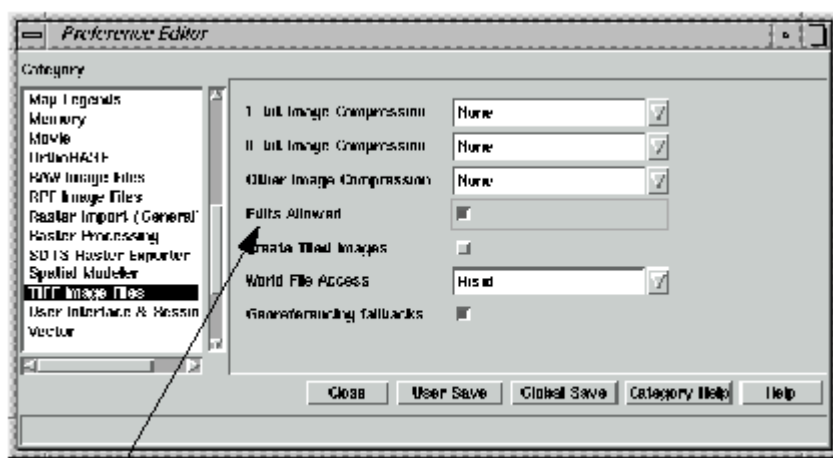 Preference Editor
Category
Map Legends
Memory
Movie
OrthoBASE
RAW Image Files
RPF Image Files
Raster Import (General)
Raster Processing
SDTS Raster Exporter
Spatial Modeler
TIFF Image Files
User Interface & Session
Vector
1 bit Image Compression None
8 bit Image Compression None
Other Image Compression None
Edits Allowed
Create Tiled Images
World File Access Read
Georeferencing fallbacks
Close User Save Global Save Category Help Help